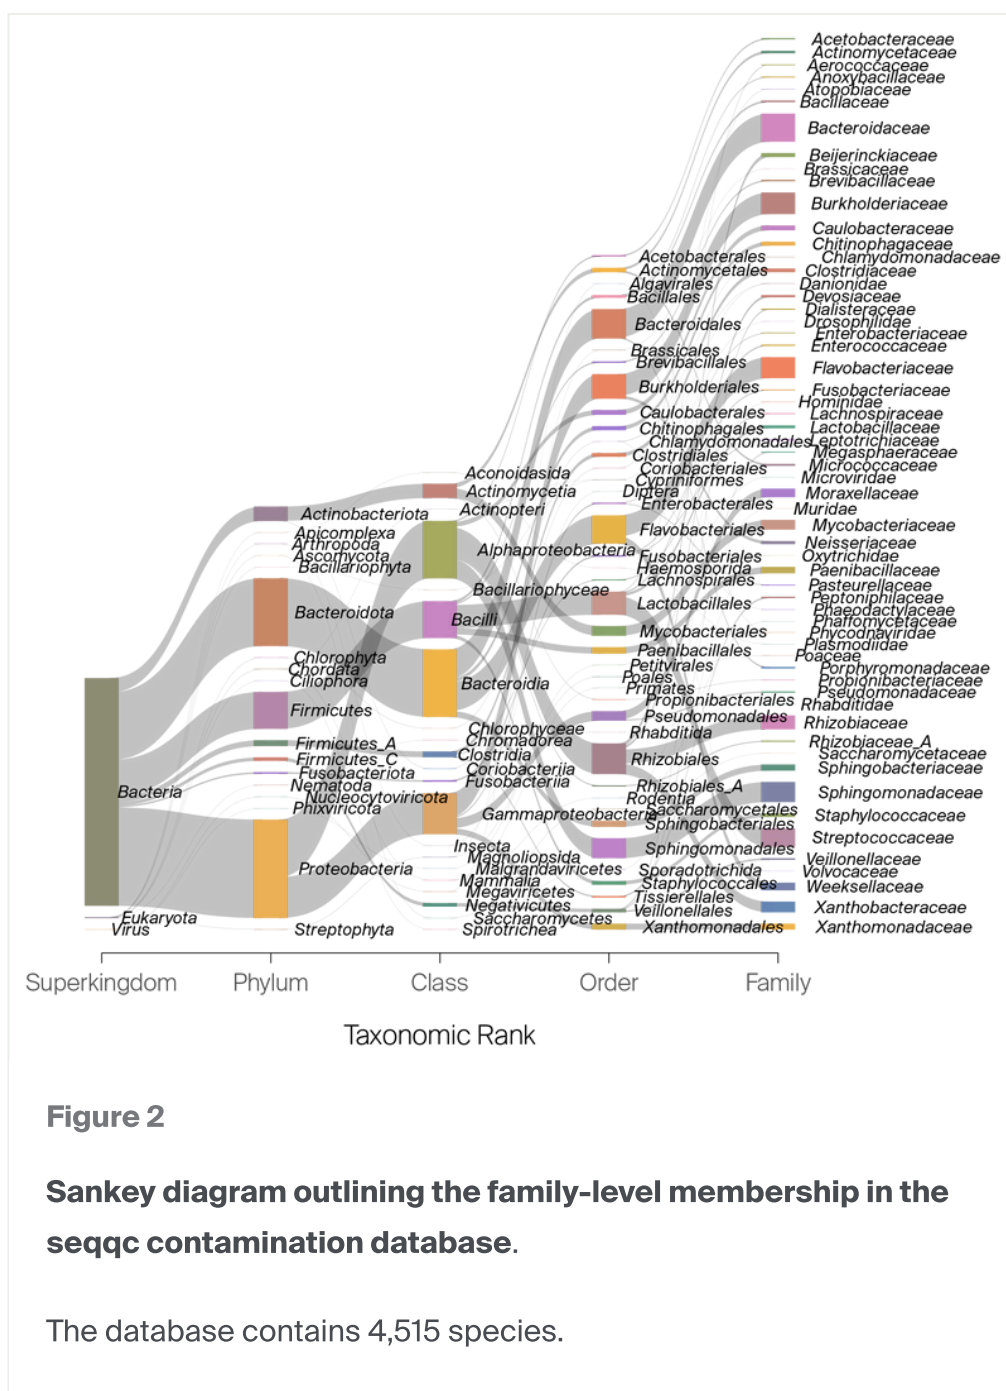 Acetobacteraceae
Actinomycetaceae
Aerococcaceae
Anoxybacillaceae
Atopobiaceae
Bacillaceae
Bacteroidaceae
Beijerinckiaceae
Brassicaceae
Brevibacillaceae
Burkholderiaceae
Caulobacteraceae
Chitinophagaceae
Chlamydomonadaceae
Clostridiaceae
Danionidae
Devosiaceae
Dialisteraceae
Drosophilidae
Enterobacteriaceae
Enterococcaceae
Flavobacteriaceae
Fusobacteriaceae
Hominidae
Lachnospiraceae
Lactobacillaceae
Leptotrichiaceae
Megasphaeraceae
Micrococcaceae
Microviridae
Moraxellaceae
Muridae
Mycobacteriaceae
Neisseriaceae
Oxytrichidae
Paenibacillaceae
Pasteurellaceae
Peptoniphilaceae
Phaeodactylaceae
Phaffomycetaceae
Phycodnaviridae
Plasmodiidae
Poaceae
Porphyromonadaceae
Propionibacteriaceae
Pseudomonadaceae
Rhabditidae
Rhizobiaceae
Rhizobiaceae_A
Saccharomycetaceae
Sphingobacteriaceae
Sphingomonadaceae
Staphylococcaceae
Streptococcaceae
Veillonellaceae
Volvocaceae
Weeksellaceae
Xanthobacteraceae
Xanthomonadaceae
Acetobacterales
Actinomycetales
Algavirales
Bacillales
Bacteroidales
Brassicales
Brevibacillales
Burkholderiales
Caulobacterales
Chitinophagales
Chlamydomonadales
Clostridiales
Coriobacteriales
Cypriniformes
Diptera
Enterobacterales
Flavobacteriales
Fusobacteriales
Haemosporida
Lachnospirales
Lactobacillales
Mycobacteriales
Paenibacillales
Petitvirales
Poales
Primates
Propionibacteriales
Pseudomonadales
Rhabditida
Rhizobiales
Rhizobiales_A
Rodentia
Saccharomycetales
Sphingobacteriales
Sphingomonadales
Sporadotrichida
Staphylococcales
Tissierellales
Veillonellales
Xanthomonadales
Aconoidasida
Actinomycetia
Actinopteri
Alphaproteobacteria
Bacillariophyceae
Bacilli
Bacteroidia
Chlorophyceae
Chromadorea
Clostridia
Coriobacteriia
Fusobacteriia
Gammaproteobacteria
Insecta
Magnoliopsida
Malgrandaviricetes
Mammalia
Megaviricetes
Negativicutes
Saccharomycetes
Spirotrichea
Actinobacteriota
Apicomplexa
Arthropoda
Ascomycota
Bacillariophyta
Bacteroidota
Chlorophyta
Chordata
Ciliophora
Firmicutes
Firmicutes_A
Firmicutes_C
Fusobacteriota
Nematoda
Nucleocytoviricota
Phixviricota
Proteobacteria
Streptophyta
Bacteria
Eukaryota
Virus
Superkingdom Phylum Class Order Family
Taxonomic Rank
Figure 2
Sankey diagram outlining the family-level membership in the
seqqc contamination database.
The database contains 4,515 species.